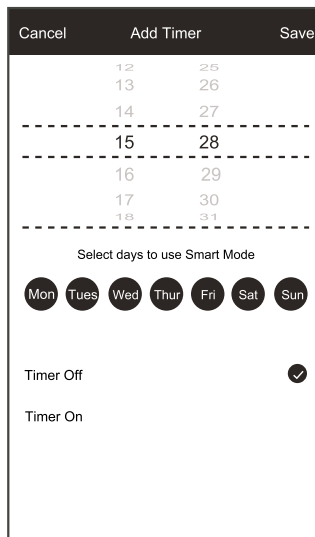 Cancel Add Timer Save
12 25
13 26
14 27
15 28
16 29
17 30
18 31
Select days to use Smart Mode
Mon Tues Wed Thur Fri Sat Sun
Timer Off
Timer On